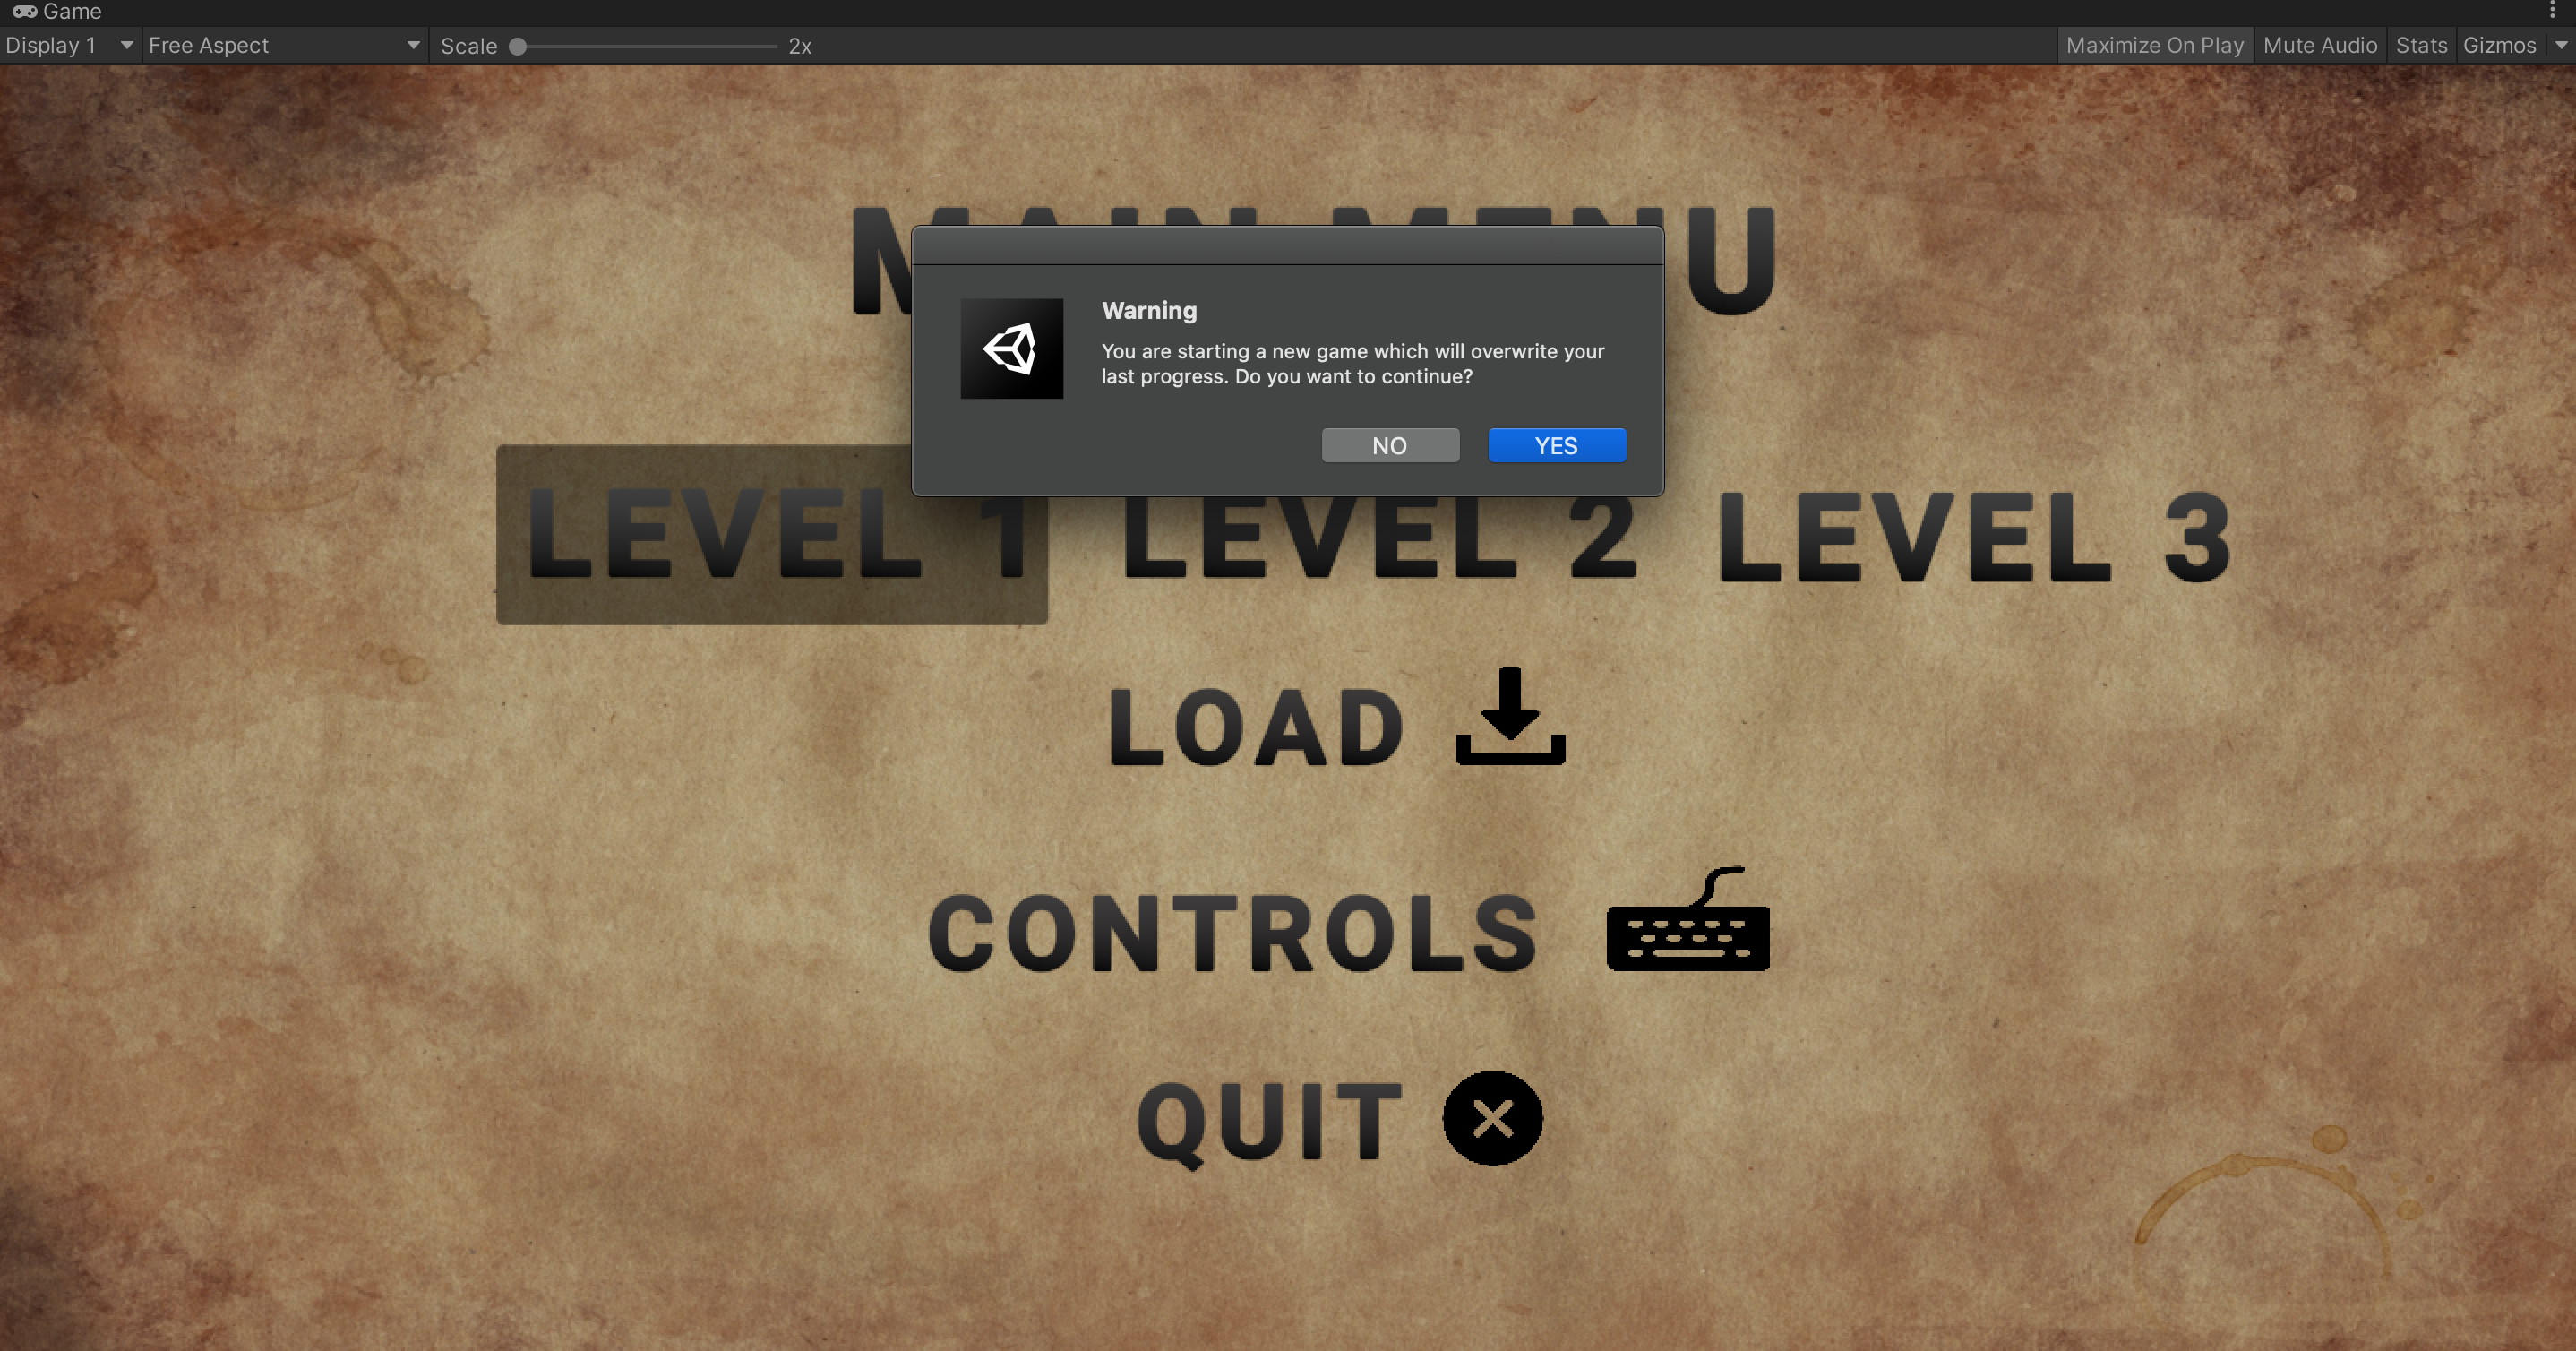 Game
Display 1 Free Aspect Scale 2x Maximize On Play Mute Audio Stats Gizmos
MAIN MENU
Warning
You are starting a new game which will overwrite your
last progress. Do you want to continue?
NO YES
LEVEL 1 LEVEL 2 LEVEL 3
LOAD
CONTROLS
QUIT